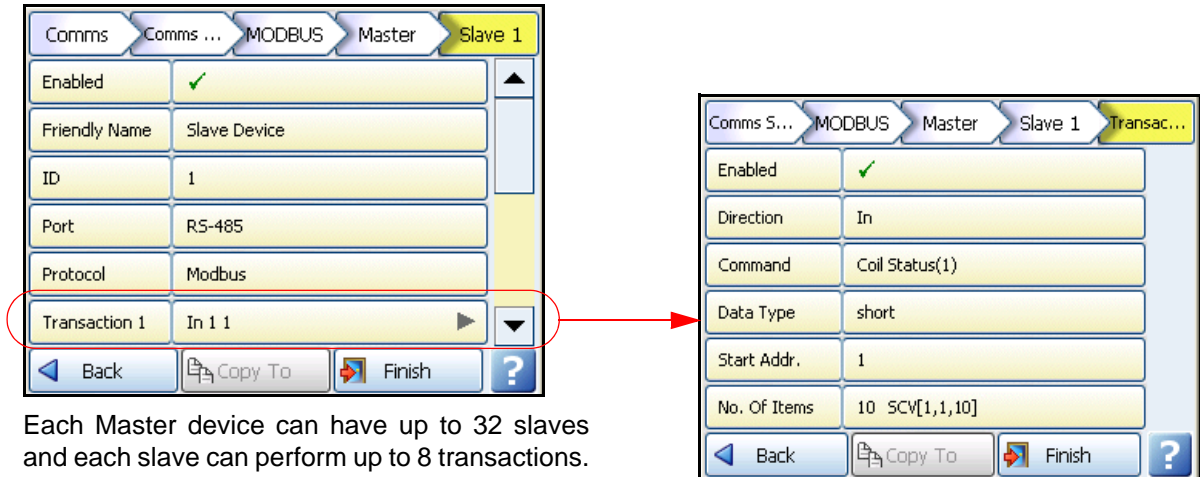 Comms Comms ... MODBUS Master Slave 1
Enabled ✓
Friendly Name Slave Device
ID 1
Port RS-485
Protocol Modbus
Transaction 1 In 1 1
Back Copy To Finish ?
Each Master device can have up to 32 slaves
and each slave can perform up to 8 transactions.
Comms S... MODBUS Master Slave 1 Transac...
Enabled ✓
Direction In
Command Coil Status(1)
Data Type short
Start Addr. 1
No. Of Items 10 SCV[1,1,10]
Back Copy To Finish ?